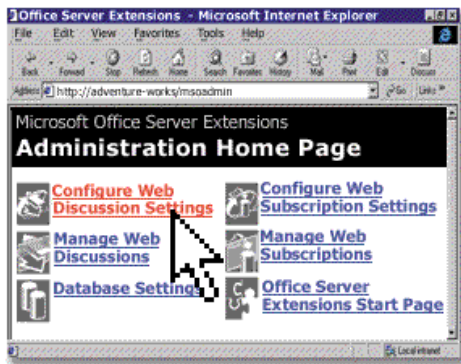 Office Server Extensions - Microsoft Internet Explorer
File Edit View Favorites Tools Help
Back Forward Stop Refresh Home Search Favorites History Mail Print Edit Discuss
Address http://adventure-works/msoadmin Go Links »
Microsoft Office Server Extensions
Administration Home Page
Configure Web
Discussion Settings
Configure Web
Subscription Settings
Manage Web
Discussions
Manage Web
Subscriptions
Database Settings
Office Server
Extensions Start Page
Local intranet